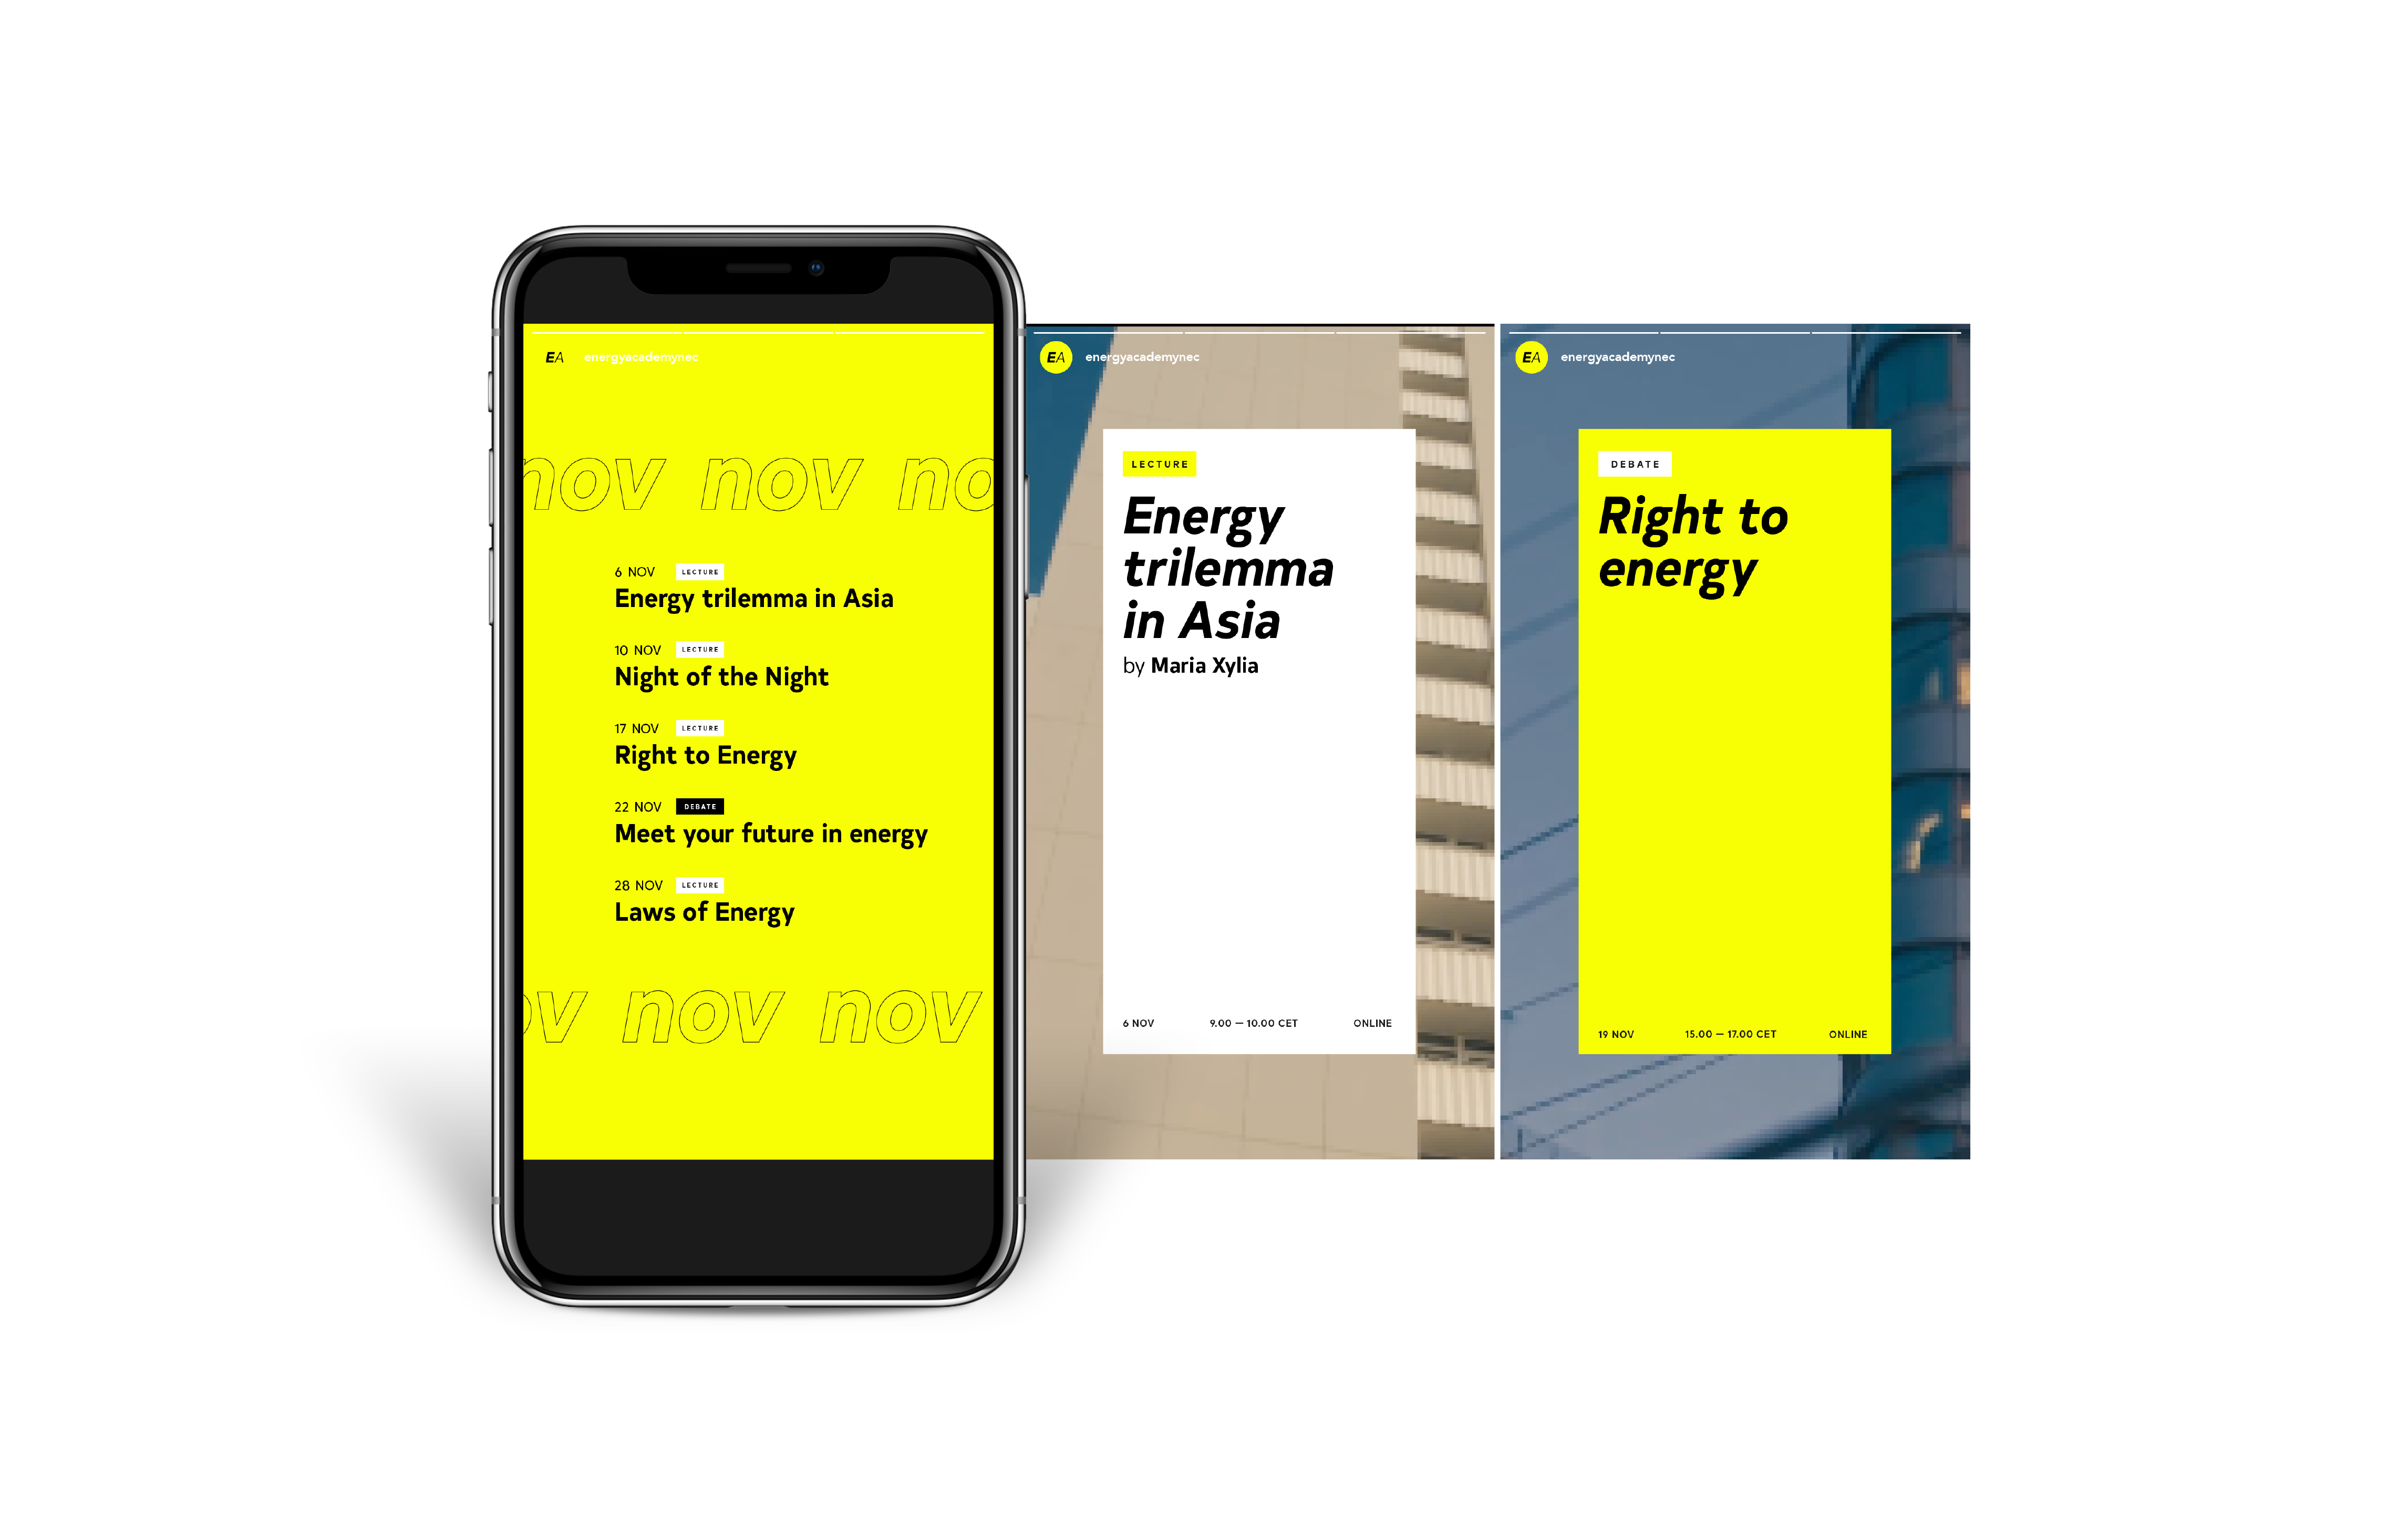 EA energyacademynec
nov nov no
6 NOV LECTURE
Energy trilemma in Asia
10 NOV LECTURE
Night of the Night
17 NOV LECTURE
Right to Energy
22 NOV DEBATE
Meet your future in energy
28 NOV LECTURE
Laws of Energy
ov nov nov
EA energyacademynec
LECTURE
Energy
trilemma
in Asia
by Maria Xylia
6 NOV 9.00 — 10.00 CET ONLINE
EA energyacademynec
DEBATE
Right to
energy
19 NOV 15.00 — 17.00 CET ONLINE